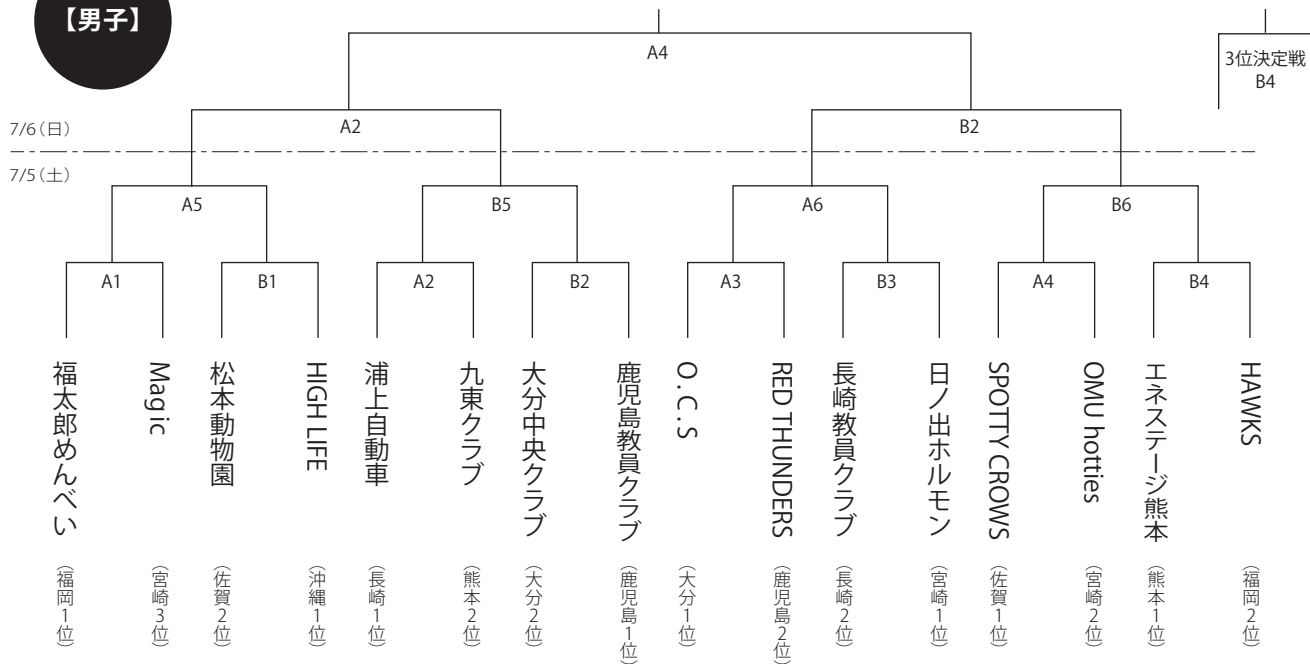 【男子】
A4
3位決定戦
B4
7/6(日)
A2
B2
7/5(土)
A5
B5
A6
B6
A1
B1
A2
B2
A3
B3
A4
B4
福太郎めんべい
Magic
松本動物園
HIGH LIFE
浦上自動車
九東クラブ
大分中央クラブ
鹿児島教員クラブ
O.C.S
RED THUNDERS
長崎教員クラブ
日ノ出ホルモン
SPOTTY CROWS
OMU hotties
エネステージ熊本
HAWKS
(福岡1位)
(宮崎3位)
(佐賀2位)
(沖縄1位)
(長崎1位)
(熊本2位)
(大分2位)
(鹿児島1位)
(大分1位)
(鹿児島2位)
(長崎2位)
(宮崎1位)
(佐賀1位)
(宮崎2位)
(熊本1位)
(福岡2位)